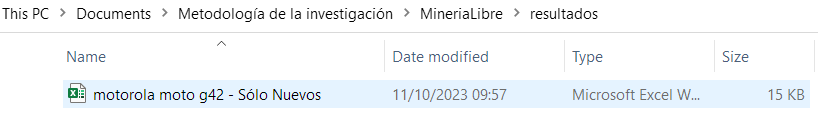 This PC > Documents > Metodología de la investigación > MineriaLibre > resultados
Name Date modified Type Size
motorola moto g42 - Sólo Nuevos 11/10/2023 09:57 Microsoft Excel W... 15 KB